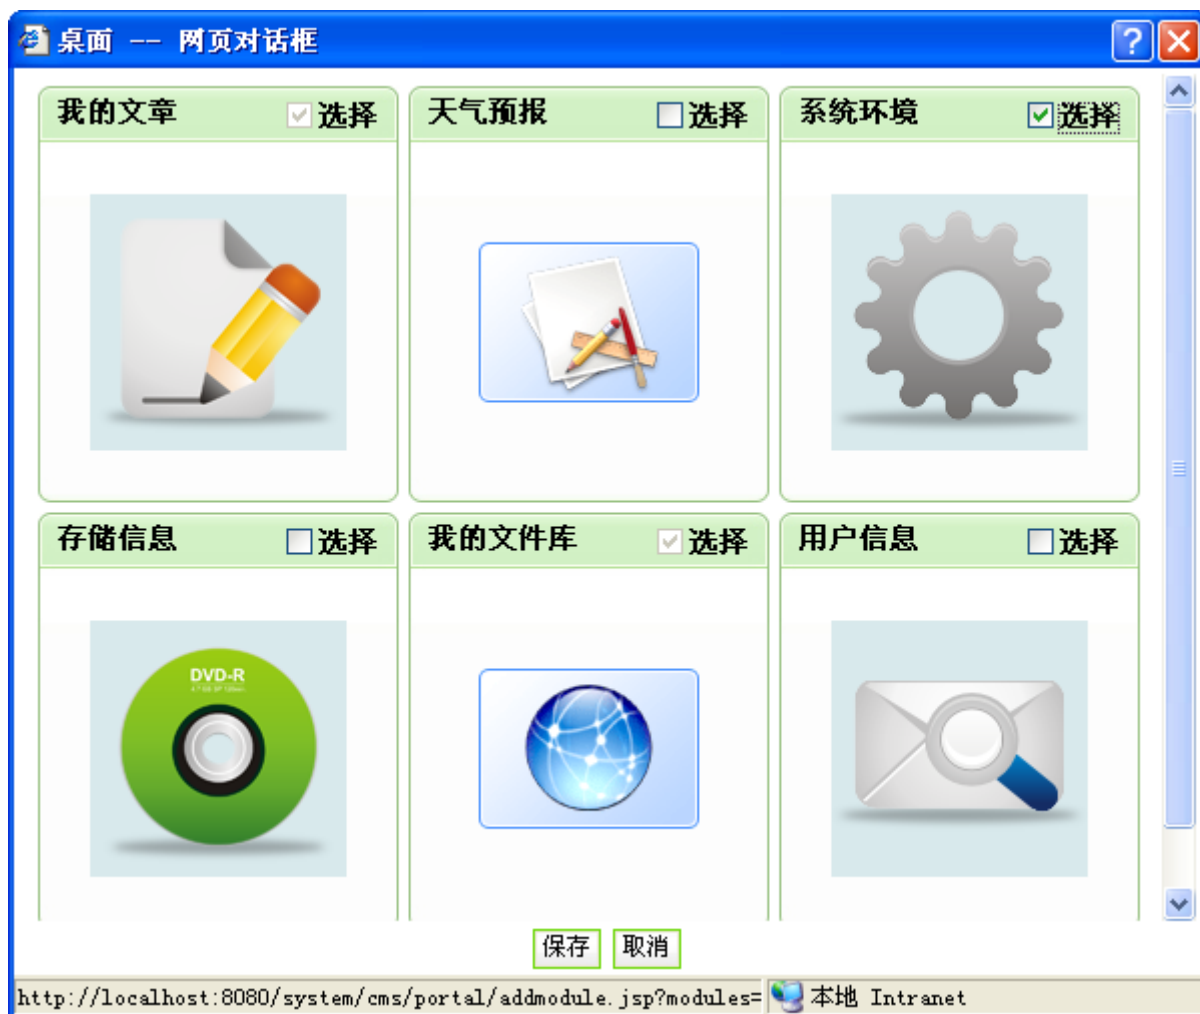 桌面 -- 网页对话框
我的文章 选择
天气预报 选择
系统环境 选择
存储信息 选择
DVD-R
我的文件库 选择
用户信息 选择
保存 取消
http://localhost:8080/system/cms/portal/addmodule.jsp?modules= 本地 Intranet